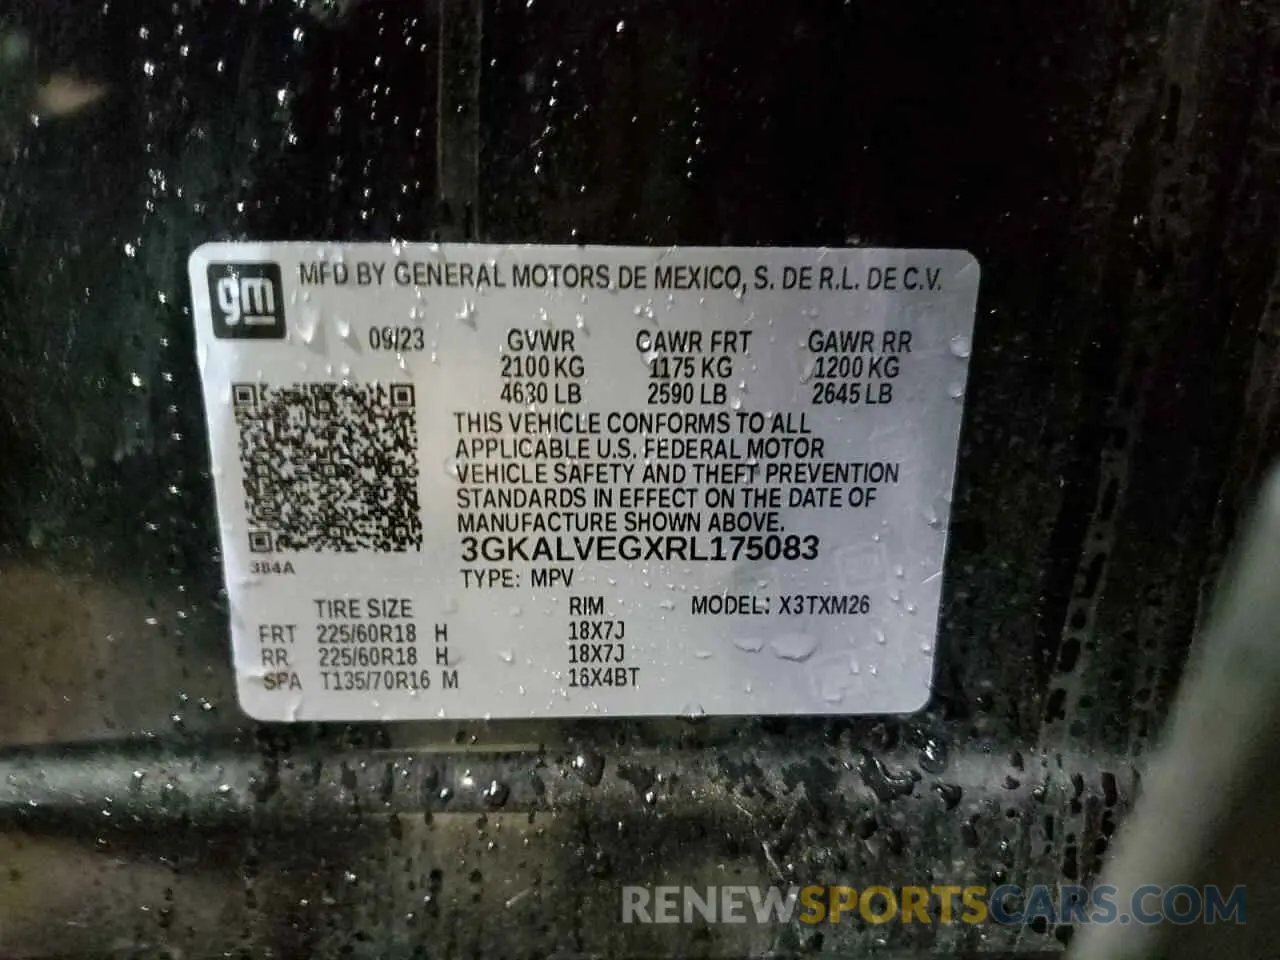 gm
MFD BY GENERAL MOTORS DE MEXICO, S. DE R.L. DE C.V.
09/23 GVWR GAWR FRT GAWR RR
2100 KG 1175 KG 1200 KG
4630 LB 2590 LB 2645 LB
THIS VEHICLE CONFORMS TO ALL
APPLICABLE U.S. FEDERAL MOTOR
VEHICLE SAFETY AND THEFT PREVENTION
STANDARDS IN EFFECT ON THE DATE OF
MANUFACTURE SHOWN ABOVE.
3GKALVEGXRL175083
384A
TYPE: MPV
TIRE SIZE RIM MODEL: X3TXM26
FRT 225/60R18 H 18X7J
RR 225/60R18 H 18X7J
SPA T135/70R16 M 16X4BT
RENEWSPORTSCARS.COM